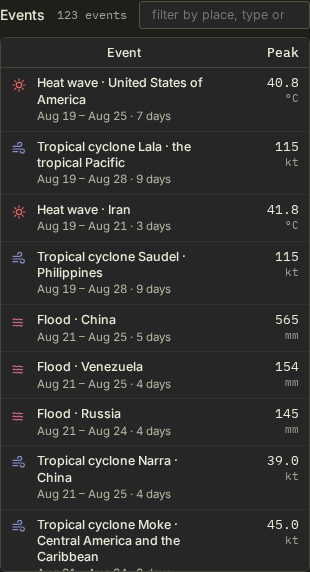 Events 123 events filter by place, type or
Event Peak
Heat wave · United States of 40.8
America °C
Aug 19 – Aug 25 · 7 days
Tropical cyclone Lala · the 115
tropical Pacific kt
Aug 19 – Aug 28 · 9 days
Heat wave · Iran 41.8
Aug 19 – Aug 21 · 3 days °C
Tropical cyclone Saudel · 115
Philippines kt
Aug 19 – Aug 28 · 9 days
Flood · China 565
Aug 21 – Aug 25 · 5 days mm
Flood · Venezuela 154
Aug 21 – Aug 25 · 4 days mm
Flood · Russia 145
Aug 21 – Aug 24 · 4 days mm
Tropical cyclone Narra · 39.0
China kt
Aug 21 – Aug 25 · 4 days
Tropical cyclone Moke · 45.0
Central America and the kt
Caribbean